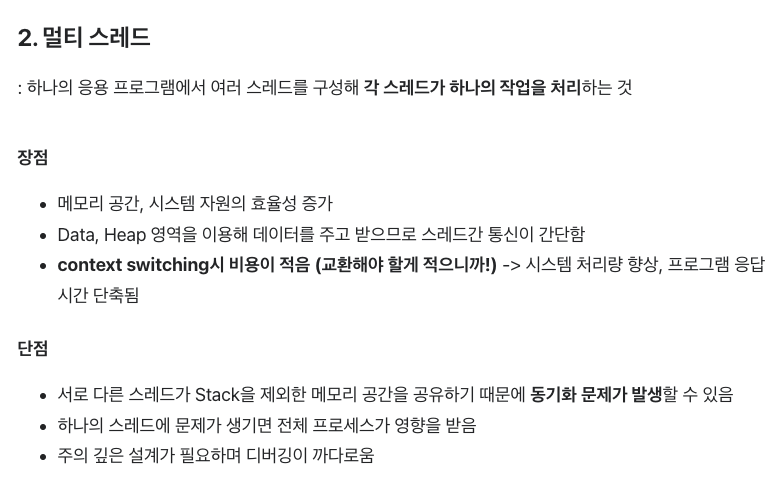 2. 멀티 스레드
: 하나의 응용 프로그램에서 여러 스레드를 구성해 각 스레드가 하나의 작업을 처리하는 것
장점
• 메모리 공간, 시스템 자원의 효율성 증가
• Data, Heap 영역을 이용해 데이터를 주고 받으므로 스레드간 통신이 간단함
• context switching시 비용이 적음 (교환해야 할게 적으니까!) -> 시스템 처리량 향상, 프로그램 응답
시간 단축됨
단점
• 서로 다른 스레드가 Stack을 제외한 메모리 공간을 공유하기 때문에 동기화 문제가 발생할 수 있음
• 하나의 스레드에 문제가 생기면 전체 프로세스가 영향을 받음
• 주의 깊은 설계가 필요하며 디버깅이 까다로움